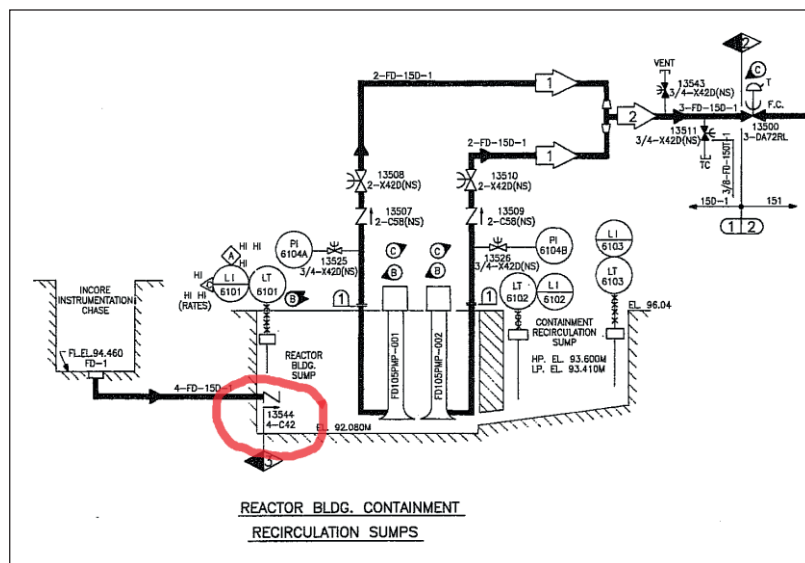 2
C
T
VENT
13543
3/4-X42D(NS)
F.C.
2-FD-15D-1
1
2
3-FD-15D-1
13500
3-DA72RL
13511
3/4-X42D(NS)
TC
3/8-FD-150T-1
2-FD-15D-1
1
15D-1
151
1 2
13508
2-X42D(NS)
13510
2-X42D(NS)
13507
2-C58(NS)
13509
2-C58(NS)
PI
6104A
13525
3/4-X42D(NS)
PI
6104B
13526
3/4-X42D(NS)
C
B
C
B
LI
6103
LT
6103
A
HI HI
HI
LI
6101
HI HI
(RATES)
LT
6101
B
1
1
LT
6102
LI
6102
EL. 96.04
INCORE
INSTRUMENTATION
CHASE
FL.EL.94.460
FD-1
4-FD-15D-1
REACTOR
BLDG.
SUMP
FD105PMP-001
FD105PMP-002
CONTAINMENT
RECIRCULATION
SUMP
HP. EL. 93.600M
LP. EL. 93.410M
13544
4-C42
EL. 92.080M
3
REACTOR BLDG. CONTAINMENT
RECIRCULATION SUMPS